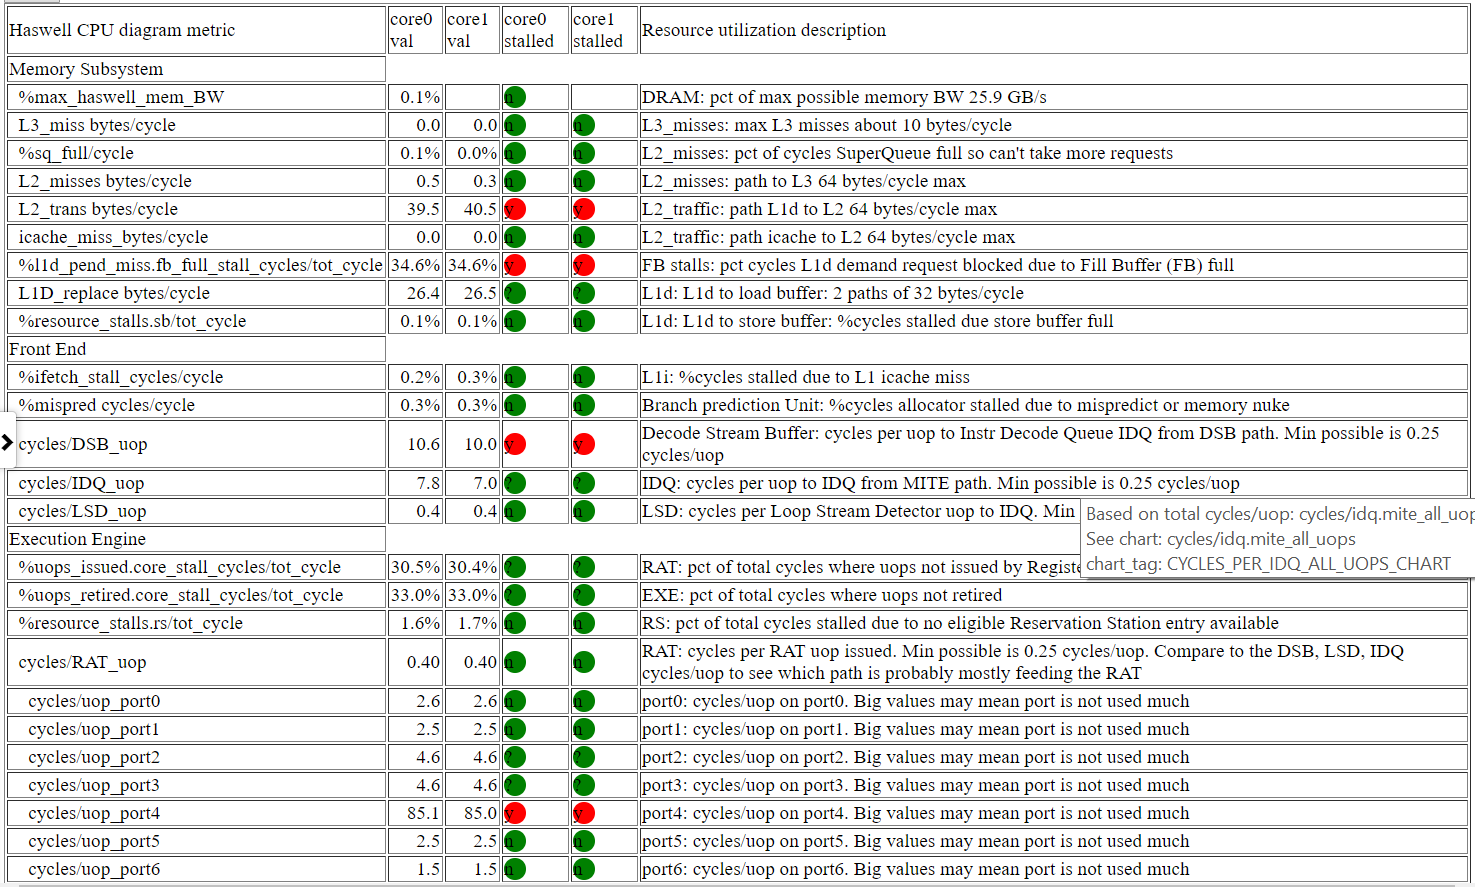 Haswell CPU diagram metric core0 val core1 val core0 stalled core1 stalled Resource utilization description
Memory Subsystem
%max_haswell_mem_BW 0.1% n DRAM: pct of max possible memory BW 25.9 GB/s
L3_miss bytes/cycle 0.0 0.0 n n L3_misses: max L3 misses about 10 bytes/cycle
%sq_full/cycle 0.1% 0.0% n n L2_misses: pct of cycles SuperQueue full so can't take more requests
L2_misses bytes/cycle 0.5 0.3 n n L2_misses: path to L3 64 bytes/cycle max
L2_trans bytes/cycle 39.5 40.5 y y L2_traffic: path L1d to L2 64 bytes/cycle max
icache_miss_bytes/cycle 0.0 0.0 n n L2_traffic: path icache to L2 64 bytes/cycle max
%l1d_pend_miss.fb_full_stall_cycles/tot_cycle 34.6% 34.6% y y FB stalls: pct cycles L1d demand request blocked due to Fill Buffer (FB) full
L1D_replace bytes/cycle 26.4 26.5 ? ? L1d: L1d to load buffer: 2 paths of 32 bytes/cycle
%resource_stalls.sb/tot_cycle 0.1% 0.1% n n L1d: L1d to store buffer: %cycles stalled due store buffer full
Front End
%ifetch_stall_cycles/cycle 0.2% 0.3% n n L1i: %cycles stalled due to L1 icache miss
%mispred cycles/cycle 0.3% 0.3% n n Branch prediction Unit: %cycles allocator stalled due to mispredict or memory nuke
cycles/DSB_uop 10.6 10.0 y y Decode Stream Buffer: cycles per uop to Instr Decode Queue IDQ from DSB path. Min possible is 0.25
cycles/uop
cycles/IDQ_uop 7.8 7.0 ? ? IDQ: cycles per uop to IDQ from MITE path. Min possible is 0.25 cycles/uop
cycles/LSD_uop 0.4 0.4 n n LSD: cycles per Loop Stream Detector uop to IDQ. Min
Based on total cycles/uop: cycles/idq.mite_all_uop
See chart: cycles/idq.mite_all_uops
chart_tag: CYCLES_PER_IDQ_ALL_UOPS_CHART
Execution Engine
%uops_issued.core_stall_cycles/tot_cycle 30.5% 30.4% ? ? RAT: pct of total cycles where uops not issued by Registe
%uops_retired.core_stall_cycles/tot_cycle 33.0% 33.0% ? ? EXE: pct of total cycles where uops not retired
%resource_stalls.rs/tot_cycle 1.6% 1.7% n n RS: pct of total cycles stalled due to no eligible Reservation Station entry available
cycles/RAT_uop 0.40 0.40 n n RAT: cycles per RAT uop issued. Min possible is 0.25 cycles/uop. Compare to the DSB, LSD, IDQ
cycles/uop to see which path is probably mostly feeding the RAT
cycles/uop_port0 2.6 2.6 n n port0: cycles/uop on port0. Big values may mean port is not used much
cycles/uop_port1 2.5 2.5 n n port1: cycles/uop on port1. Big values may mean port is not used much
cycles/uop_port2 4.6 4.6 ? ? port2: cycles/uop on port2. Big values may mean port is not used much
cycles/uop_port3 4.6 4.6 ? ? port3: cycles/uop on port3. Big values may mean port is not used much
cycles/uop_port4 85.1 85.0 y y port4: cycles/uop on port4. Big values may mean port is not used much
cycles/uop_port5 2.5 2.5 n n port5: cycles/uop on port5. Big values may mean port is not used much
cycles/uop_port6 1.5 1.5 n n port6: cycles/uop on port6. Big values may mean port is not used much